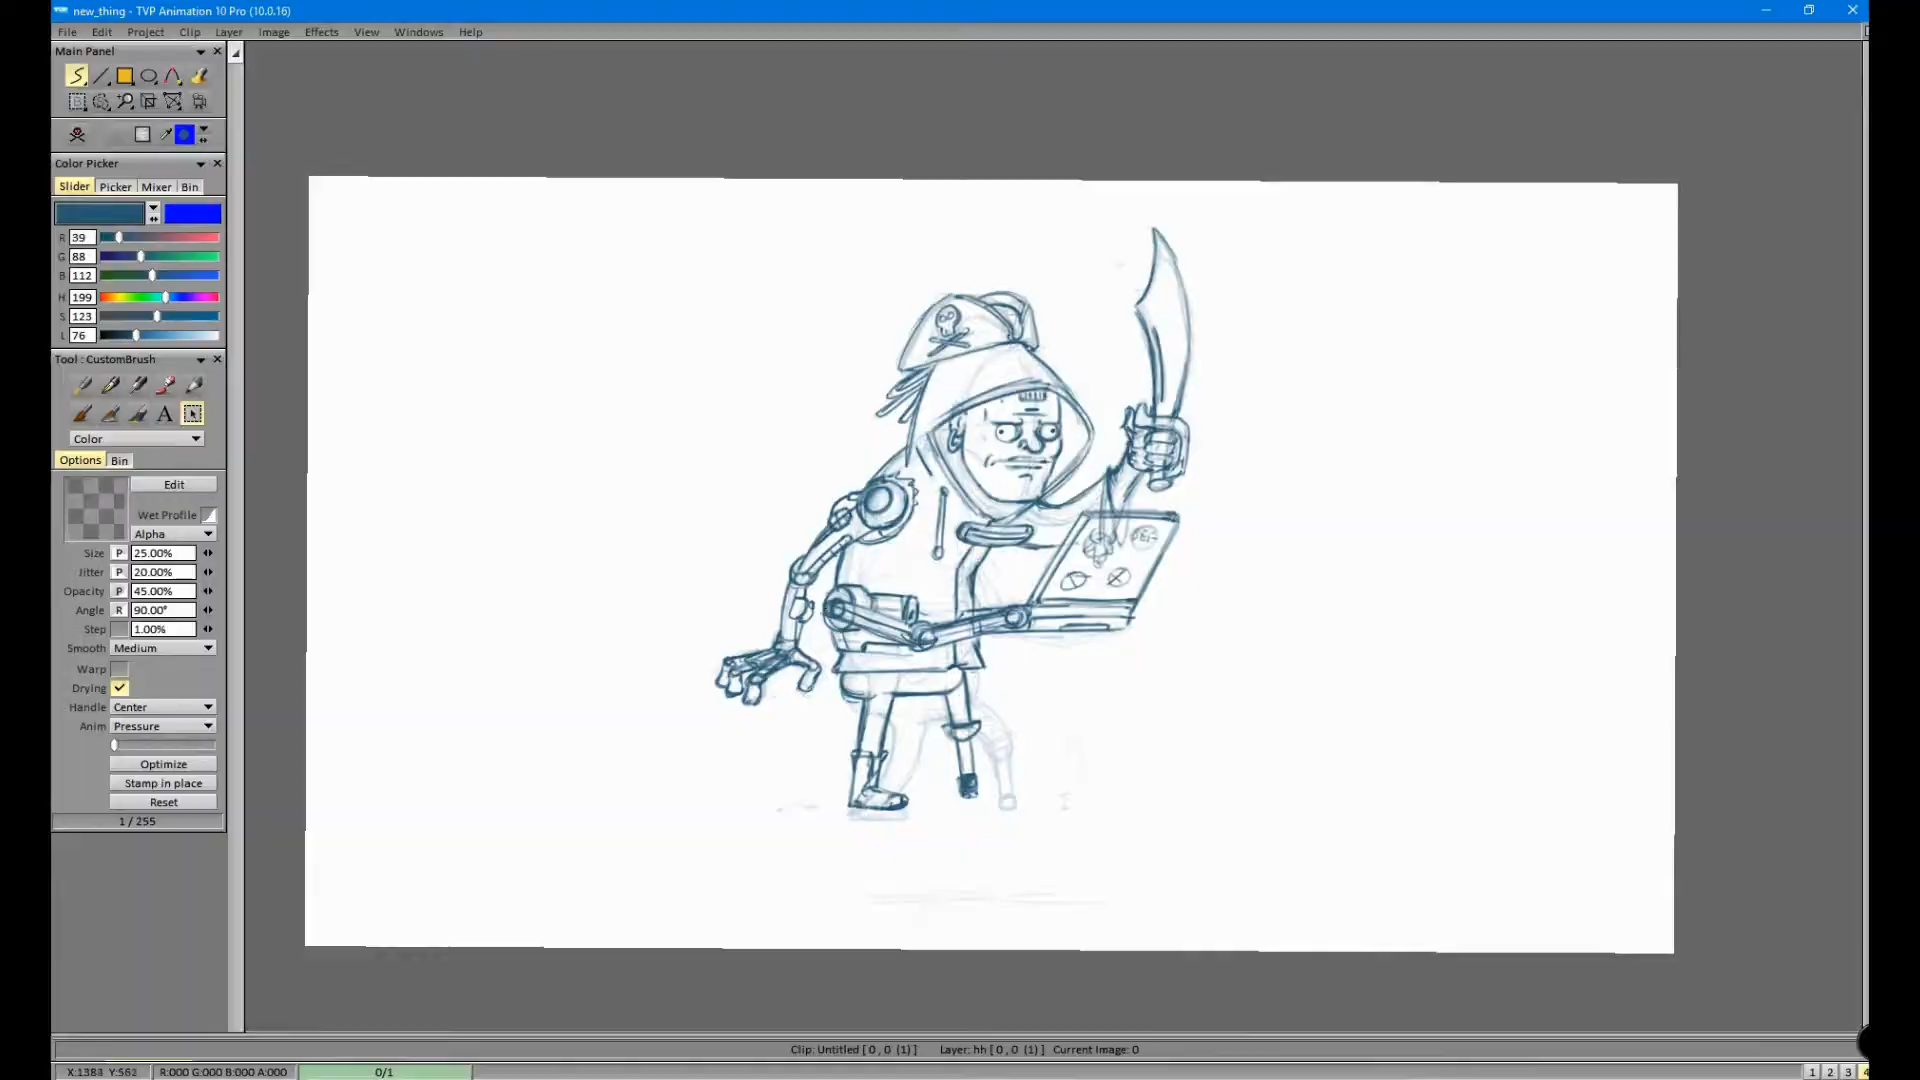 new_thing - TVP Animation 10 Pro (10.0.16)
File Edit Project Clip Layer Image Effects View Windows Help
Main Panel
Color Picker
Slider Picker Mixer Bin
R 39
G 88
B 112
H 199
S 123
L 76
Tool : CustomBrush
A
Color
Options Bin
Edit
Wet Profile
Alpha
Size P 25.00%
Jitter P 20.00%
Opacity P 45.00%
Angle R 90.00°
Step 1.00%
Smooth Medium
Warp
Drying
Handle Center
Anim Pressure
Optimize
Stamp in place
Reset
1 / 255
Clip: Untitled [ 0 , 0 (1) ] Layer: hh [ 0 , 0 (1) ] Current Image: 0
X:1388 Y:562 R:000 G:000 B:000 A:000 0/1 1 2 3 4